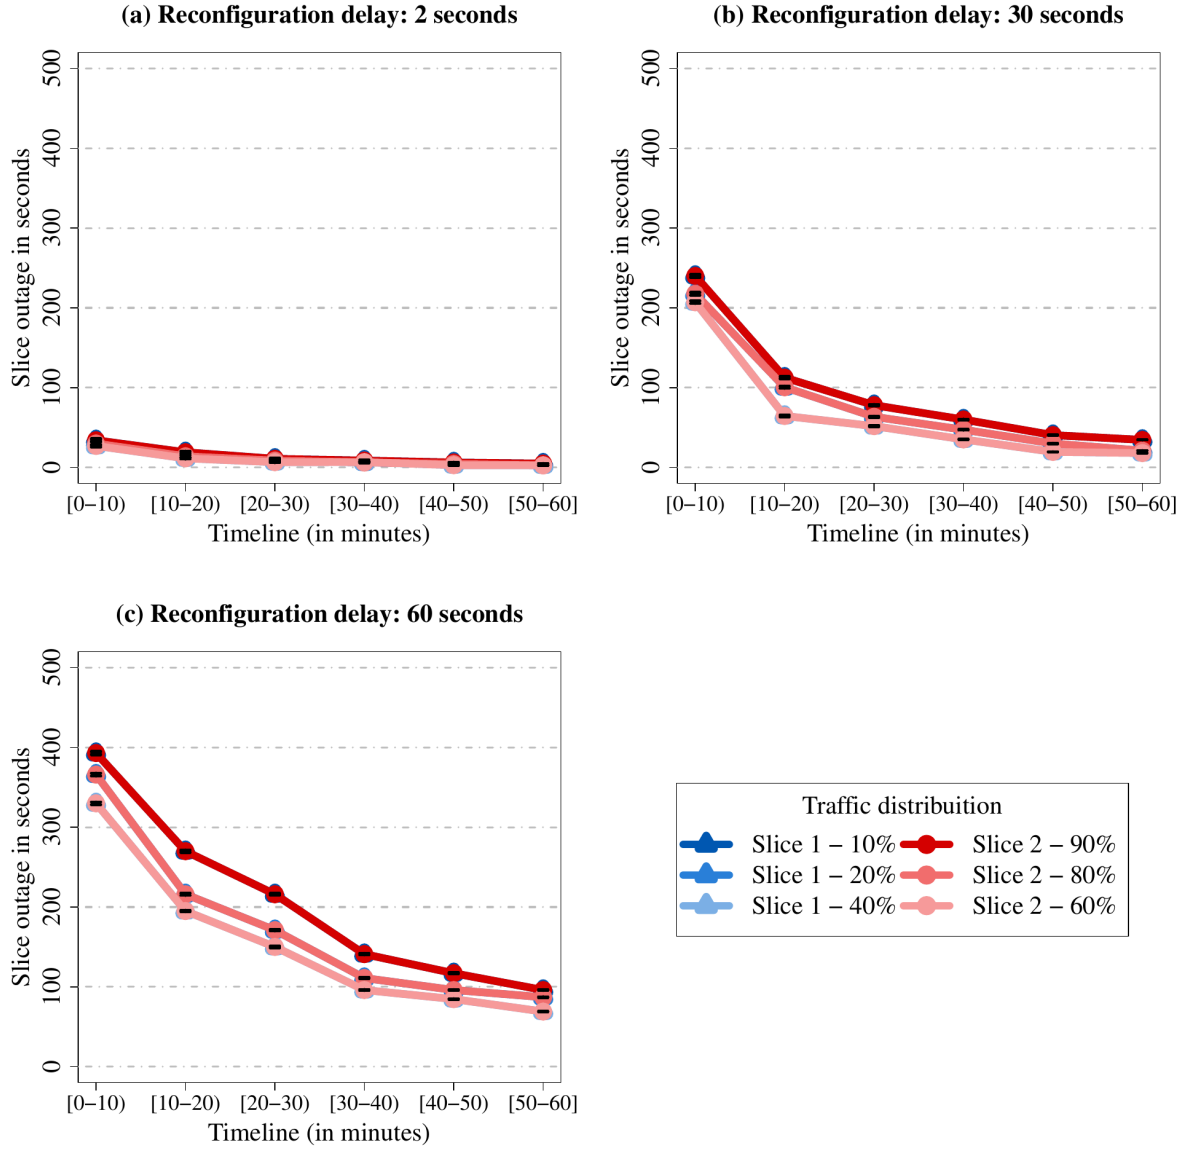 (a) Reconfiguration delay: 2 seconds
Slice outage in seconds
500
400
300
200
100
0
[0–10) [10–20) [20–30) [30–40) [40–50) [50–60]
Timeline (in minutes)
(b) Reconfiguration delay: 30 seconds
Slice outage in seconds
500
400
300
200
100
0
[0–10) [10–20) [20–30) [30–40) [40–50) [50–60]
Timeline (in minutes)
(c) Reconfiguration delay: 60 seconds
Slice outage in seconds
500
400
300
200
100
0
[0–10) [10–20) [20–30) [30–40) [40–50) [50–60]
Timeline (in minutes)
Traffic distribuition
Slice 1 – 10% Slice 2 – 90%
Slice 1 – 20% Slice 2 – 80%
Slice 1 – 40% Slice 2 – 60%